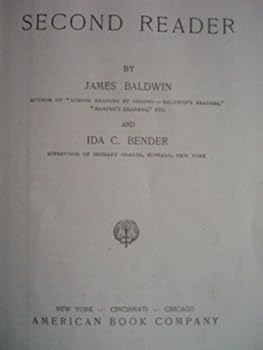 SECOND READER
BY
JAMES BALDWIN
AUTHOR OF "SCHOOL READING BY GRADES—BALDWIN'S READERS,"
"HARPER'S READERS," ETC.
AND
IDA C. BENDER
SUPERVISOR OF PRIMARY GRADES, BUFFALO, NEW YORK
NEW YORK — CINCINNATI — CHICAGO
AMERICAN BOOK COMPANY